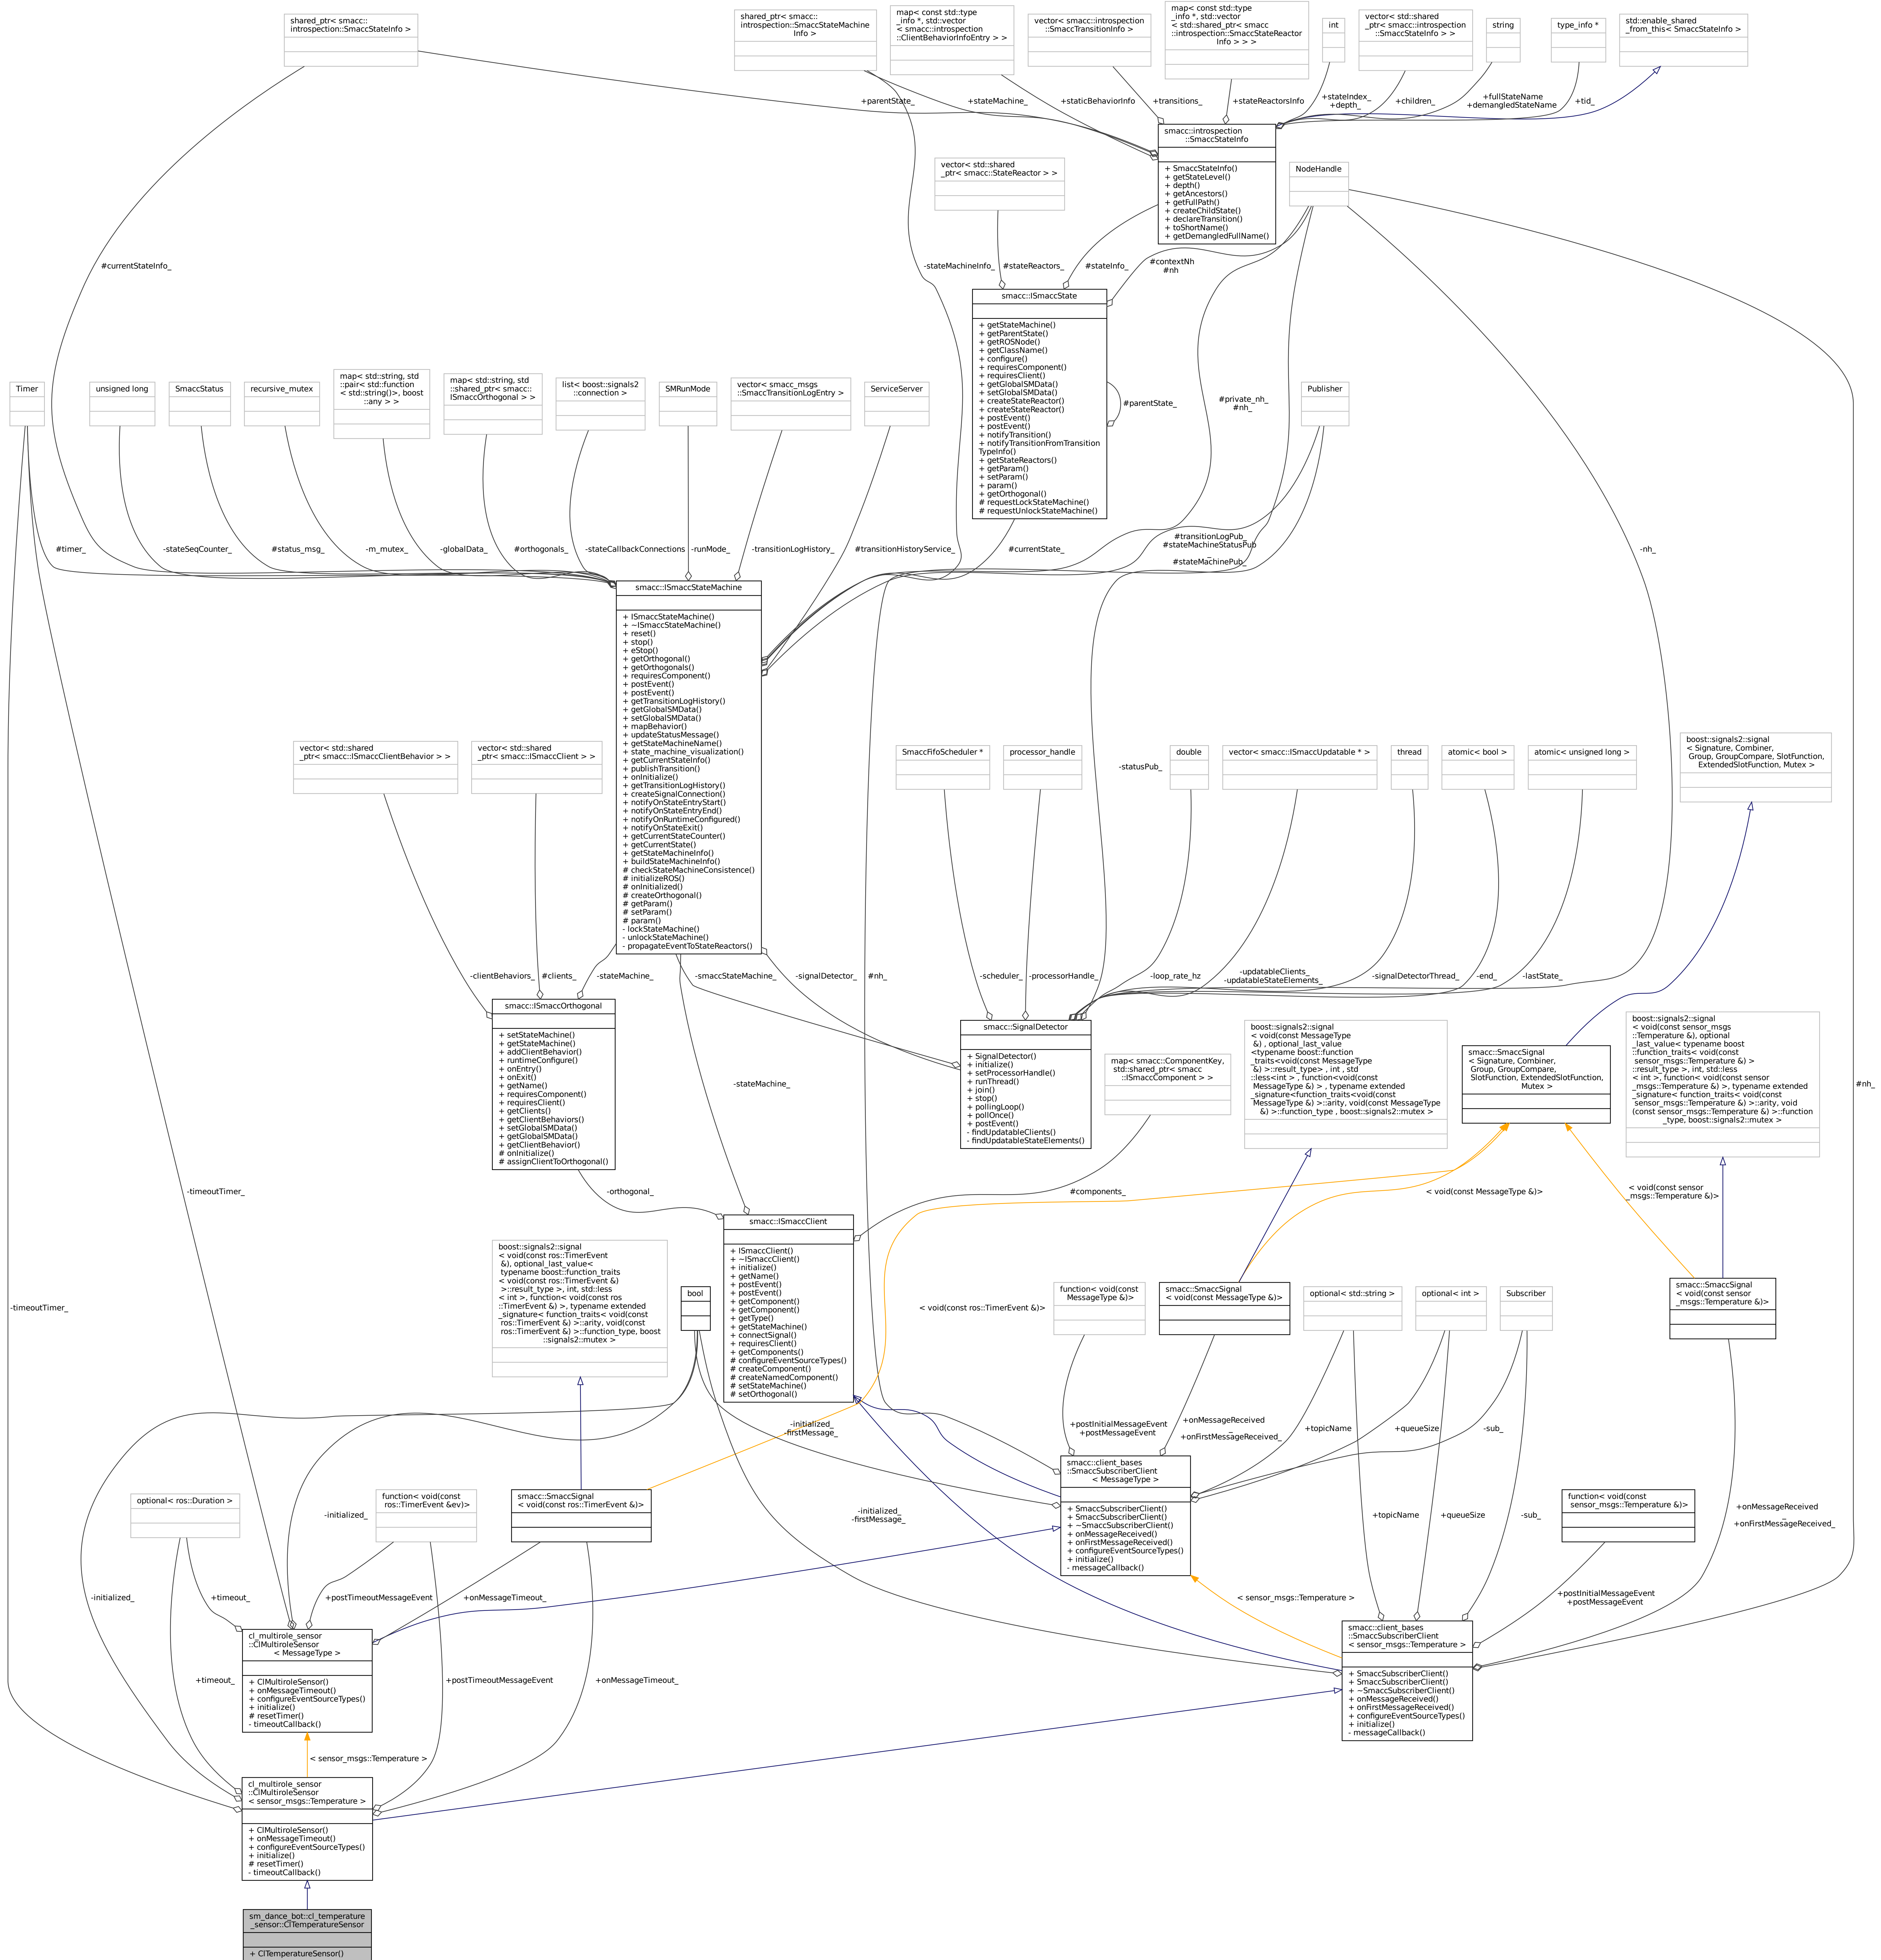 shared_ptr< smacc::
introspection::SmaccStateInfo >
shared_ptr< smacc::
introspection::SmaccStateMachine
Info >
map< const std::type
_info *, std::vector
< smacc::introspection
::ClientBehaviorInfoEntry > >
vector< smacc::introspection
::SmaccTransitionInfo >
map< const std::type
_info *, std::vector
< std::shared_ptr< smacc
::introspection::SmaccStateReactor
Info > > >
int
vector< std::shared
_ptr< smacc::introspection
::SmaccStateInfo > >
string
type_info *
std::enable_shared
_from_this< SmaccStateInfo >
+parentState_
+stateMachine_
+staticBehaviorInfo
+transitions_
+stateReactorsInfo
+stateIndex_
+depth_
+children_
+fullStateName
+demangledStateName
+tid_
smacc::introspection
::SmaccStateInfo
+ SmaccStateInfo()
+ getStateLevel()
+ depth()
+ getAncestors()
+ getFullPath()
+ createChildState()
+ declareTransition()
+ toShortName()
+ getDemangledFullName()
vector< std::shared
_ptr< smacc::StateReactor > >
NodeHandle
#currentStateInfo_
-stateMachineInfo_
#stateReactors_
#stateInfo_
#contextNh
#nh
smacc::ISmaccState
+ getStateMachine()
+ getParentState()
+ getROSNode()
+ getClassName()
+ configure()
+ requiresComponent()
+ requiresClient()
+ getGlobalSMData()
+ setGlobalSMData()
+ createStateReactor()
+ createStateReactor()
+ postEvent()
+ postEvent()
+ notifyTransition()
+ notifyTransitionFromTransition
TypeInfo()
+ getStateReactors()
+ getParam()
+ setParam()
+ param()
+ getOrthogonal()
# requestLockStateMachine()
# requestUnlockStateMachine()
#parentState_
#private_nh_
#nh_
Publisher
Timer
unsigned long
SmaccStatus
recursive_mutex
map< std::string, std
::pair< std::function
< std::string()>, boost
::any > >
map< std::string, std
::shared_ptr< smacc::
ISmaccOrthogonal > >
list< boost::signals2
::connection >
SMRunMode
vector< smacc_msgs
::SmaccTransitionLogEntry >
ServiceServer
#timer_
-stateSeqCounter_
#status_msg_
-m_mutex_
-globalData_
#orthogonals_
-stateCallbackConnections
-runMode_
-transitionLogHistory_
#transitionHistoryService_
#currentState_
#transitionLogPub_
#stateMachineStatusPub
_
#stateMachinePub_
-nh_
smacc::ISmaccStateMachine
+ ISmaccStateMachine()
+ ~ISmaccStateMachine()
+ reset()
+ stop()
+ eStop()
+ getOrthogonal()
+ getOrthogonals()
+ requiresComponent()
+ postEvent()
+ postEvent()
+ getTransitionLogHistory()
+ getGlobalSMData()
+ setGlobalSMData()
+ mapBehavior()
+ updateStatusMessage()
+ getStateMachineName()
+ state_machine_visualization()
+ getCurrentStateInfo()
+ publishTransition()
+ onInitialize()
+ getTransitionLogHistory()
+ createSignalConnection()
+ notifyOnStateEntryStart()
+ notifyOnStateEntryEnd()
+ notifyOnRuntimeConfigured()
+ notifyOnStateExit()
+ getCurrentStateCounter()
+ getCurrentState()
+ getStateMachineInfo()
+ buildStateMachineInfo()
# checkStateMachineConsistence()
# initializeROS()
# onInitialized()
# createOrthogonal()
# getParam()
# setParam()
# param()
- lockStateMachine()
- unlockStateMachine()
- propagateEventToStateReactors()
vector< std::shared
_ptr< smacc::ISmaccClientBehavior > >
vector< std::shared
_ptr< smacc::ISmaccClient > >
SmaccFifoScheduler *
processor_handle
-statusPub_
double
vector< smacc::ISmaccUpdatable * >
thread
atomic< bool >
atomic< unsigned long >
boost::signals2::signal
< Signature, Combiner,
Group, GroupCompare, SlotFunction,
ExtendedSlotFunction, Mutex >
-clientBehaviors_
#clients_
-stateMachine_
-smaccStateMachine_
-signalDetector_
#nh_
-scheduler_
-processorHandle_
-loop_rate_hz
-updatableClients_
-updatableStateElements_
-signalDetectorThread_
-end_
-lastState_
smacc::ISmaccOrthogonal
+ setStateMachine()
+ getStateMachine()
+ addClientBehavior()
+ runtimeConfigure()
+ onEntry()
+ onExit()
+ getName()
+ requiresComponent()
+ requiresClient()
+ getClients()
+ getClientBehaviors()
+ setGlobalSMData()
+ getGlobalSMData()
+ getClientBehavior()
# onInitialize()
# assignClientToOrthogonal()
smacc::SignalDetector
+ SignalDetector()
+ initialize()
+ setProcessorHandle()
+ runThread()
+ join()
+ stop()
+ pollingLoop()
+ pollOnce()
+ postEvent()
- findUpdatableClients()
- findUpdatableStateElements()
-stateMachine_
map< smacc::ComponentKey,
std::shared_ptr< smacc
::ISmaccComponent > >
boost::signals2::signal
< void(const MessageType
&) , optional_last_value
<typename boost::function
_traits<void(const MessageType
&) >::result_type> , int , std
::less<int > , function<void(const
MessageType &) > , typename extended
_signature<function_traits<void(const
MessageType &) >::arity, void(const MessageType
&) >::function_type , boost::signals2::mutex >
smacc::SmaccSignal
< Signature, Combiner,
Group, GroupCompare,
SlotFunction, ExtendedSlotFunction,
Mutex >
boost::signals2::signal
< void(const sensor_msgs
::Temperature &), optional
_last_value< typename boost
::function_traits< void(const
sensor_msgs::Temperature &) >
::result_type >, int, std::less
< int >, function< void(const sensor
_msgs::Temperature &) >, typename extended
_signature< function_traits< void(const
sensor_msgs::Temperature &) >::arity, void
(const sensor_msgs::Temperature &) >::function
_type, boost::signals2::mutex >
#nh_
-timeoutTimer_
-orthogonal_
#components_
< void(const MessageType &)>
< void(const sensor
_msgs::Temperature &)>
smacc::ISmaccClient
+ ISmaccClient()
+ ~ISmaccClient()
+ initialize()
+ getName()
+ postEvent()
+ postEvent()
+ getComponent()
+ getComponent()
+ getType()
+ getStateMachine()
+ connectSignal()
+ requiresClient()
+ getComponents()
# configureEventSourceTypes()
# createComponent()
# createNamedComponent()
# setStateMachine()
# setOrthogonal()
boost::signals2::signal
< void(const ros::TimerEvent
&), optional_last_value<
typename boost::function_traits
< void(const ros::TimerEvent &)
>::result_type >, int, std::less
< int >, function< void(const ros
::TimerEvent &) >, typename extended
_signature< function_traits< void(const
ros::TimerEvent &) >::arity, void(const
ros::TimerEvent &) >::function_type, boost
::signals2::mutex >
bool
-timeoutTimer_
< void(const ros::TimerEvent &)>
function< void(const
MessageType &)>
smacc::SmaccSignal
< void(const MessageType &)>
optional< std::string >
optional< int >
Subscriber
smacc::SmaccSignal
< void(const sensor
_msgs::Temperature &)>
-initialized_
-firstMessage_
+postInitialMessageEvent
+postMessageEvent
+onMessageReceived
_
+onFirstMessageReceived_
+topicName
+queueSize
-sub_
smacc::client_bases
::SmaccSubscriberClient
< MessageType >
+ SmaccSubscriberClient()
+ SmaccSubscriberClient()
+ ~SmaccSubscriberClient()
+ onMessageReceived()
+ onFirstMessageReceived()
+ configureEventSourceTypes()
+ initialize()
- messageCallback()
optional< ros::Duration >
-initialized_
function< void(const
ros::TimerEvent &ev)>
smacc::SmaccSignal
< void(const ros::TimerEvent &)>
-initialized_
-firstMessage_
+topicName
+queueSize
-sub_
function< void(const
sensor_msgs::Temperature &)>
+onMessageReceived
_
+onFirstMessageReceived_
-initialized_
+timeout_
+postTimeoutMessageEvent
+onMessageTimeout_
< sensor_msgs::Temperature >
+postInitialMessageEvent
+postMessageEvent
cl_multirole_sensor
::ClMultiroleSensor
< MessageType >
+ ClMultiroleSensor()
+ onMessageTimeout()
+ configureEventSourceTypes()
+ initialize()
# resetTimer()
- timeoutCallback()
smacc::client_bases
::SmaccSubscriberClient
< sensor_msgs::Temperature >
+ SmaccSubscriberClient()
+ SmaccSubscriberClient()
+ ~SmaccSubscriberClient()
+ onMessageReceived()
+ onFirstMessageReceived()
+ configureEventSourceTypes()
+ initialize()
- messageCallback()
+timeout_
+postTimeoutMessageEvent
+onMessageTimeout_
< sensor_msgs::Temperature >
cl_multirole_sensor
::ClMultiroleSensor
< sensor_msgs::Temperature >
+ ClMultiroleSensor()
+ onMessageTimeout()
+ configureEventSourceTypes()
+ initialize()
# resetTimer()
- timeoutCallback()
sm_dance_bot::cl_temperature
_sensor::ClTemperatureSensor
+ ClTemperatureSensor()